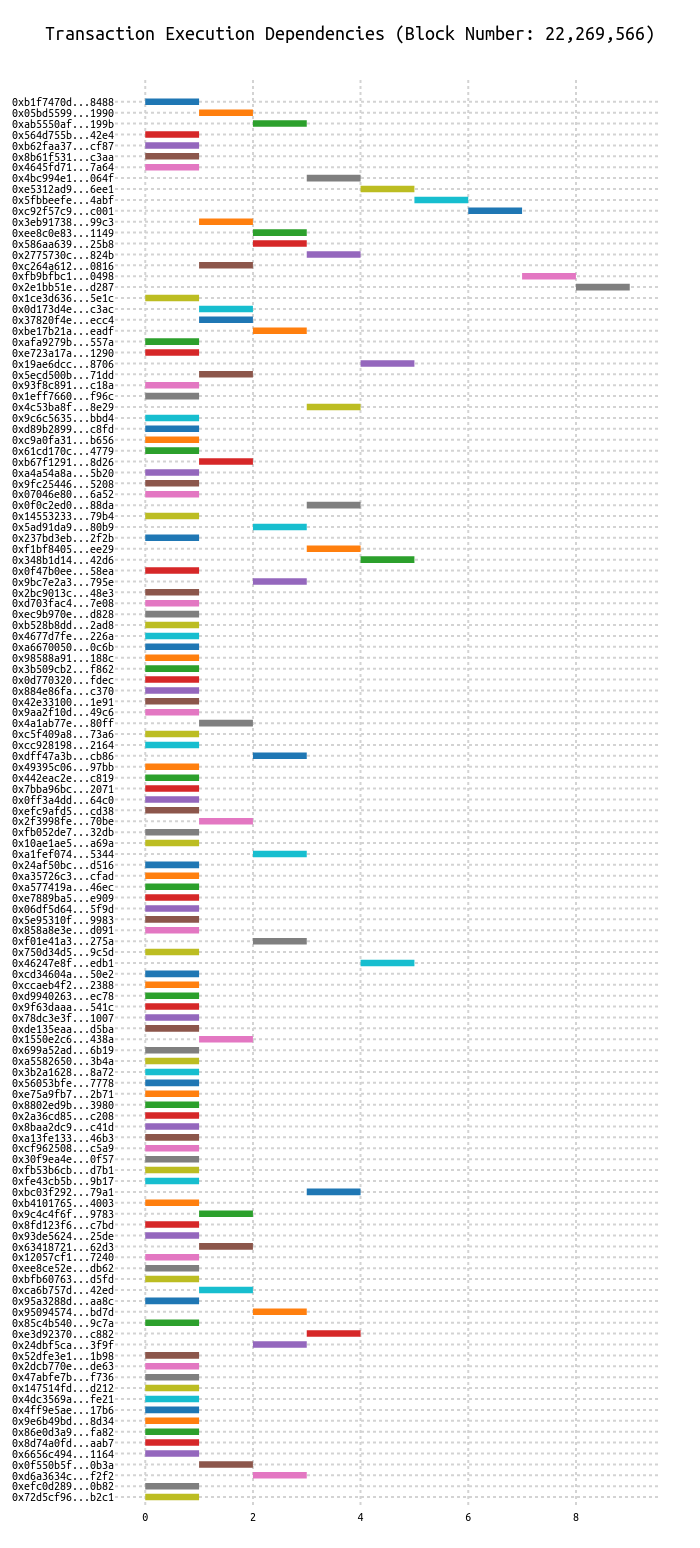 Transaction Execution Dependencies (Block Number: 22,269,566)
0xb1f7470d...8488
0x05bd5599...1990
0xab5550af...199b
0x564d755b...42e4
0xb62faa37...cf87
0x8b61f531...c3aa
0x4645fd71...7a64
0x4bc994e1...064f
0xe5312ad9...6ee1
0x5fbbeefe...4abf
0xc92f57c9...c001
0x3eb91738...99c3
0xee8c0e83...1149
0x586aa639...25b8
0x2775730c...824b
0xc264a612...0816
0xfb9bfbc1...0498
0x2e1bb51e...d287
0x1ce3d636...5e1c
0x0d173d4e...c3ac
0x37820f4e...ecc4
0xbe17b21a...eadf
0xafa9279b...557a
0xe723a17a...1290
0x19ae6dcc...8706
0x5ecd500b...71dd
0x93f8c891...c18a
0x1eff7660...f96c
0x4c53ba8f...8e29
0x9c6c5635...bbd4
0xd89b2899...c8fd
0xc9a0fa31...b656
0x61cd170c...4779
0xb67f1291...8d26
0xa4a54a8a...5b20
0x9fc25446...5208
0x07046e80...6a52
0x0f0c2ed0...88da
0x14553233...79b4
0x5ad91da9...80b9
0x237bd3eb...2f2b
0xf1bf8405...ee29
0x348b1d14...42d6
0x0f47b0ee...58ea
0x9bc7e2a3...795e
0x2bc9013c...48e3
0xd703fac4...7e08
0xec9b970e...d828
0xb528b8dd...2ad8
0x4677d7fe...226a
0xa6670050...0c6b
0x98588a91...188c
0x3b509cb2...f862
0x0d770320...fdec
0x884e86fa...c370
0x42e33100...1e91
0x9aa2f10d...49c6
0x4a1ab77e...80ff
0xc5f409a8...73a6
0xcc928198...2164
0xdff47a3b...cb86
0x49395c06...97bb
0x442eac2e...c819
0x7bba96bc...2071
0x0ff3a4dd...64c0
0xefc9afd5...cd38
0x2f3998fe...70be
0xfb052de7...32db
0x10ae1ae5...a69a
0xa1fef074...5344
0x24af50bc...d516
0xa35726c3...cfad
0xa577419a...46ec
0xe7889ba5...e909
0x06df5d64...5f9d
0x5e95310f...9983
0x858a8e3e...d091
0xf01e41a3...275a
0x750d34d5...9c5d
0x46247e8f...edb1
0xcd34604a...50e2
0xccaeb4f2...2388
0xd9940263...ec78
0x9f63daaa...541c
0x78dc3e3f...1007
0xde135eaa...d5ba
0x1550e2c6...438a
0x699a52ad...6b19
0xa5582650...3b4a
0x3b2a1628...8a72
0x56053bfe...7778
0xe75a9fb7...2b71
0x8802ed9b...3980
0x2a36cd85...c208
0x8baa2dc9...c41d
0xa13fe133...46b3
0xcf962508...c5a9
0x30f9ea4e...0f57
0xfb53b6cb...d7b1
0xfe43cb5b...9b17
0xbc03f292...79a1
0xb4101765...4003
0x9c4c4f6f...9783
0x8fd123f6...c7bd
0x93de5624...25de
0x63418721...62d3
0x12057cf1...7240
0xee8ce52e...db62
0xbfb60763...d5fd
0xca6b757d...42ed
0x95a3288d...aa8c
0x95094574...bd7d
0x85c4b540...9c7a
0xe3d92370...c882
0x24dbf5ca...3f9f
0x52dfe3e1...1b98
0x2dcb770e...de63
0x47abfe7b...f736
0x147514fd...d212
0x4dc3569a...fe21
0x4ff9e5ae...17b6
0x9e6b49bd...8d34
0x86e0d3a9...fa82
0x8d74a0fd...aab7
0x6656c494...1164
0x0f550b5f...0b3a
0xd6a3634c...f2f2
0xefc0d289...0b82
0x72d5cf96...b2c1
0 2 4 6 8